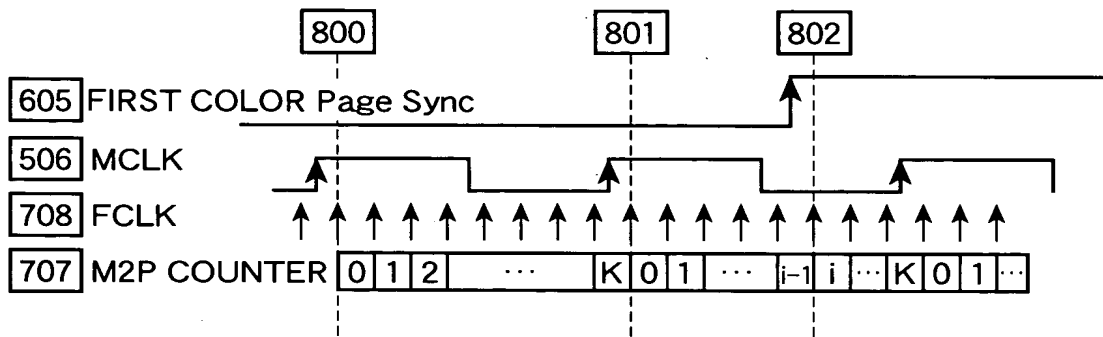 800 801 802
605 FIRST COLOR Page Sync
506 MCLK
708 FCLK
707 M2P COUNTER 0 1 2 ... K 0 1 ... i-1 i ... K 0 1 ...